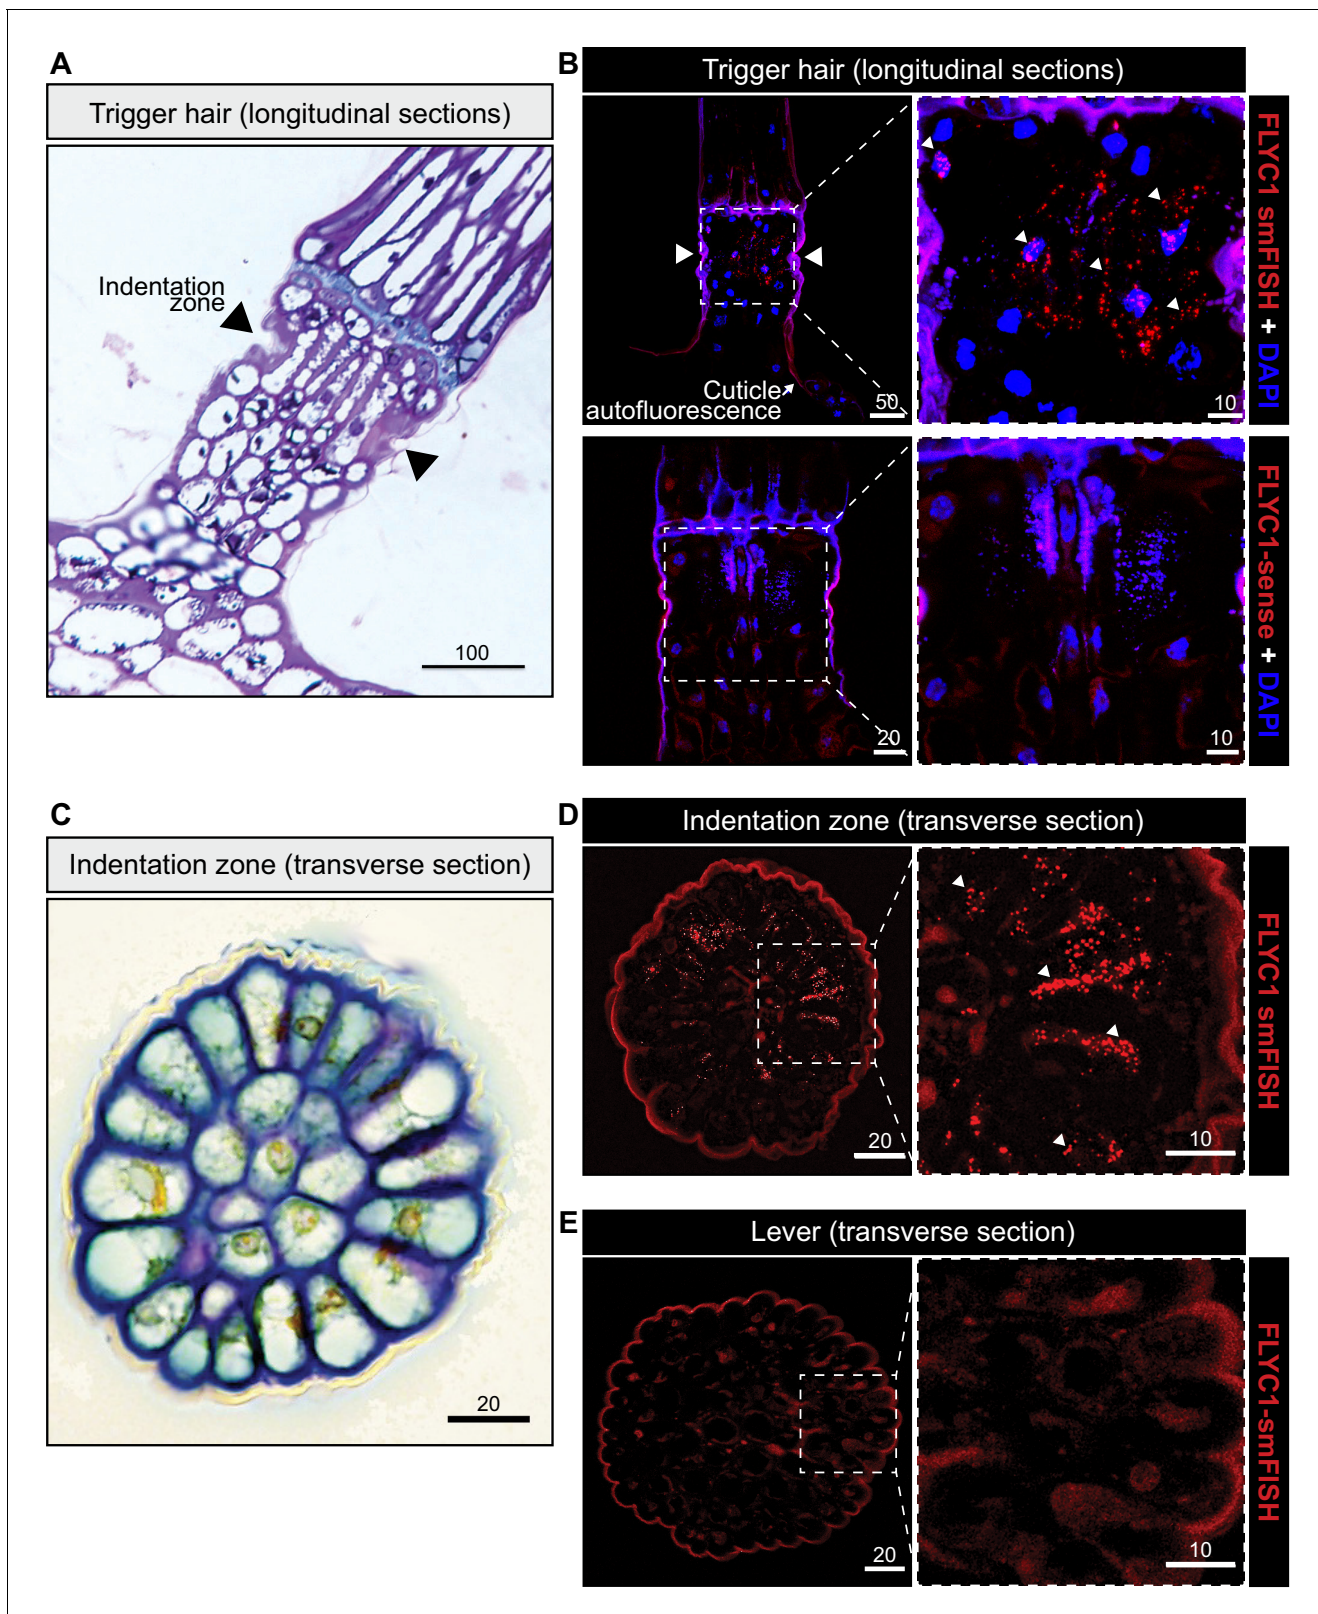 A
Trigger hair (longitudinal sections)
Indentation
zone
100
B
Trigger hair (longitudinal sections)
Cuticle
autofluorescence
50
10
FLYC1 smFISH + DAPI
20
10
FLYC1-sense + DAPI
C
Indentation zone (transverse section)
20
D
Indentation zone (transverse section)
20
10
FLYC1 smFISH
E
Lever (transverse section)
20
10
FLYC1-smFISH